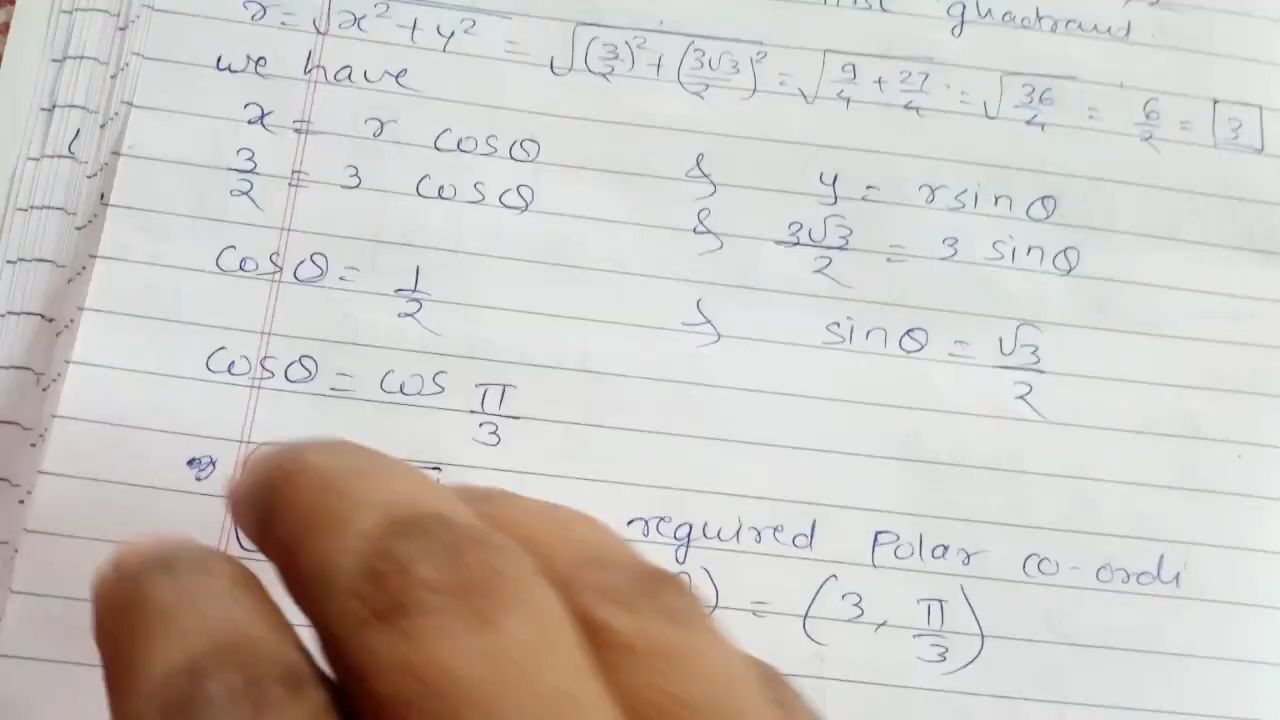 ghuadrand.
r = √x²+y² = √(3/2)²+(3√3/2)² = √9/4 + 27/4 = √36/4 = 6/2 = 3
we have
x = r cosθ & y = r sinθ
3/2 = 3 cosθ & 3√3/2 = 3 sinθ
cosθ = 1/2 & sinθ = √3/2
cosθ = cos π/3
required Polar co-ordi
) = (3, π/3)